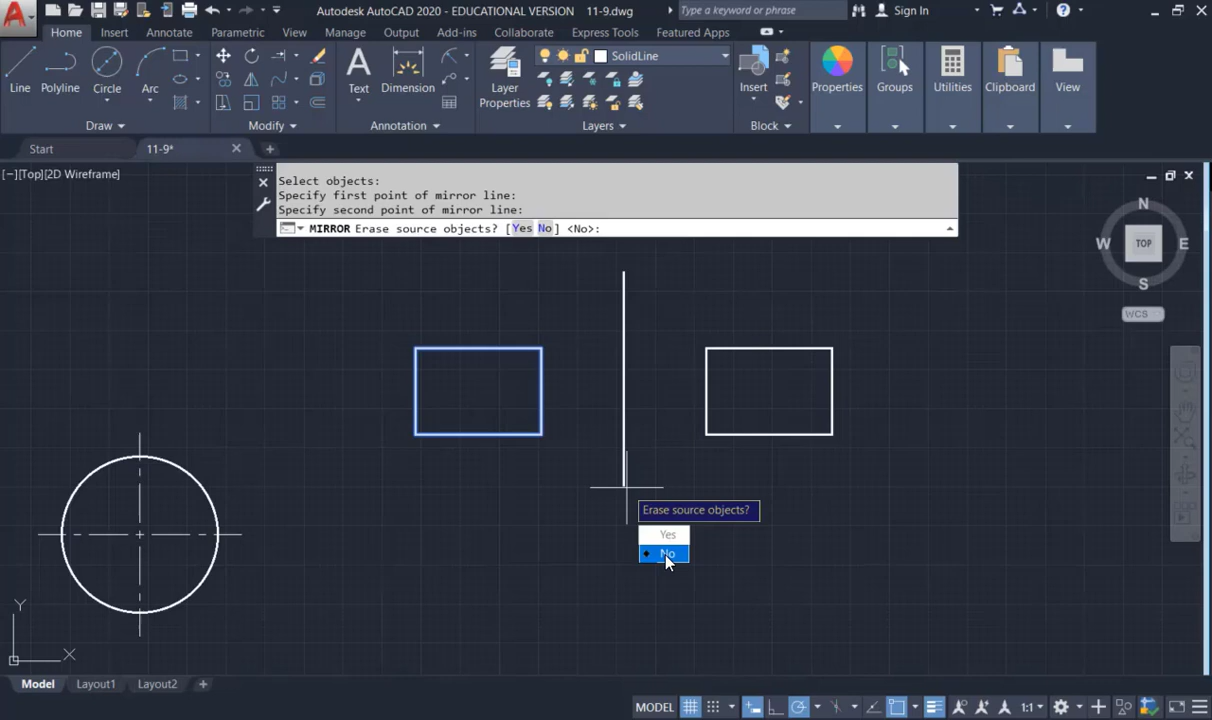 Autodesk AutoCAD 2020 - EDUCATIONAL VERSION 11-9.dwg
Type a keyword or phrase
Sign In
Home Insert Annotate Parametric View Manage Output Add-ins Collaborate Express Tools Featured Apps
SolidLine
Line Polyline Circle Arc
Text Dimension
Layer Properties
Insert
Properties Groups Utilities Clipboard View
Draw Modify Annotation Layers Block
Start 11-9*
[−][Top][2D Wireframe]
Select objects:
Specify first point of mirror line:
Specify second point of mirror line:
MIRROR Erase source objects? [Yes No] <No>:
N
W TOP E
S
WCS
Erase source objects?
Yes
No
Y
X
Model Layout1 Layout2
MODEL 1:1